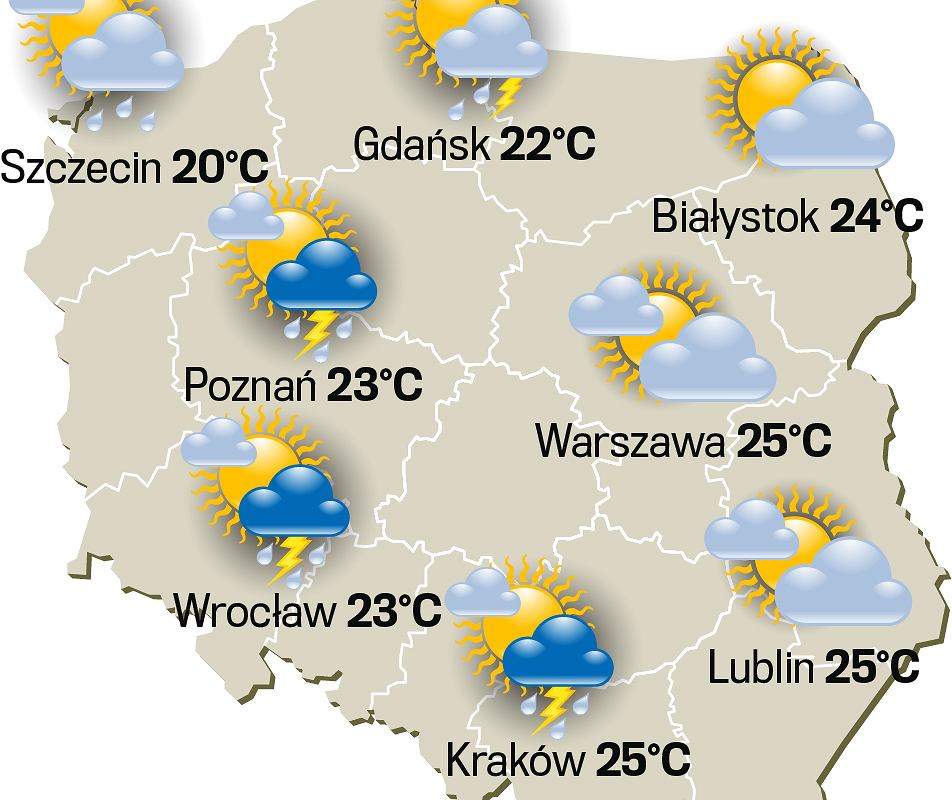 Gdańsk 22°C
Szczecin 20°C
Białystok 24°C
Poznań 23°C
Warszawa 25°C
Wrocław 23°C
Lublin 25°C
Kraków 25°C